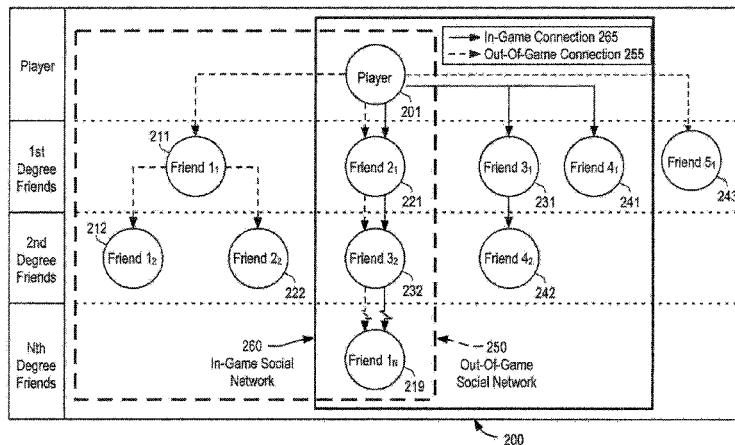 In-Game Connection 265
Out-Of-Game Connection 255
Player
Player
201
1st
Degree
Friends
211
Friend 1₁
Friend 2₁
221
Friend 3₁
231
Friend 4₁
241
Friend 5₁
243
2nd
Degree
Friends
212
Friend 1₂
Friend 2₂
222
Friend 3₂
232
Friend 4₂
242
Nth
Degree
Friends
260
In-Game Social
Network
Friend 1ₙ
219
250
Out-Of-Game
Social Network
200